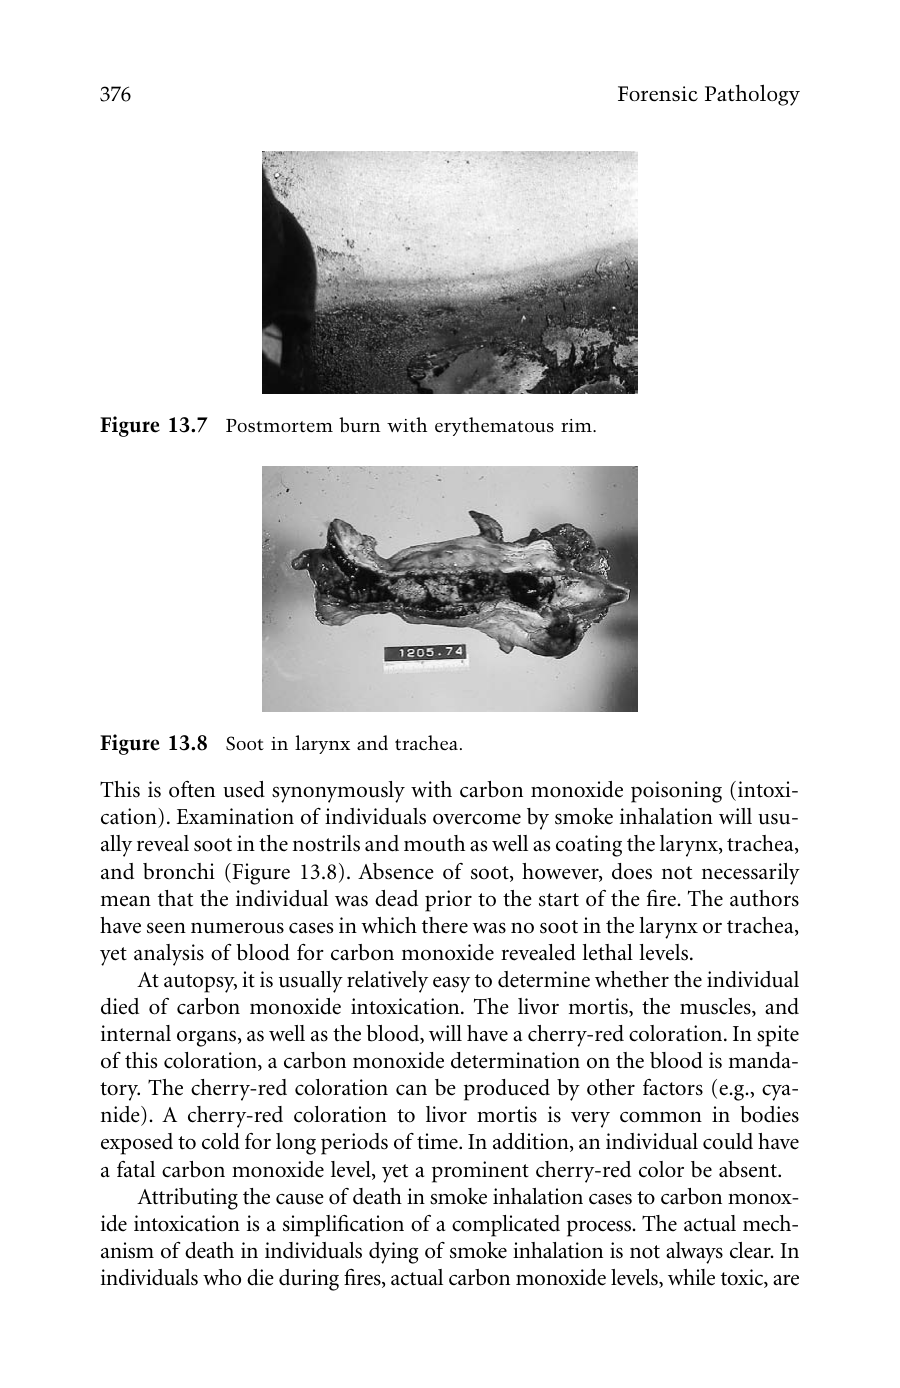 376 Forensic Pathology
Figure 13.7 Postmortem burn with erythematous rim.
1205.74
Figure 13.8 Soot in larynx and trachea.
This is often used synonymously with carbon monoxide poisoning (intoxi-
cation). Examination of individuals overcome by smoke inhalation will usu-
ally reveal soot in the nostrils and mouth as well as coating the larynx, trachea,
and bronchi (Figure 13.8). Absence of soot, however, does not necessarily
mean that the individual was dead prior to the start of the fire. The authors
have seen numerous cases in which there was no soot in the larynx or trachea,
yet analysis of blood for carbon monoxide revealed lethal levels.
At autopsy, it is usually relatively easy to determine whether the individual
died of carbon monoxide intoxication. The livor mortis, the muscles, and
internal organs, as well as the blood, will have a cherry-red coloration. In spite
of this coloration, a carbon monoxide determination on the blood is manda-
tory. The cherry-red coloration can be produced by other factors (e.g., cya-
nide). A cherry-red coloration to livor mortis is very common in bodies
exposed to cold for long periods of time. In addition, an individual could have
a fatal carbon monoxide level, yet a prominent cherry-red color be absent.
Attributing the cause of death in smoke inhalation cases to carbon monox-
ide intoxication is a simplification of a complicated process. The actual mech-
anism of death in individuals dying of smoke inhalation is not always clear. In
individuals who die during fires, actual carbon monoxide levels, while toxic, are